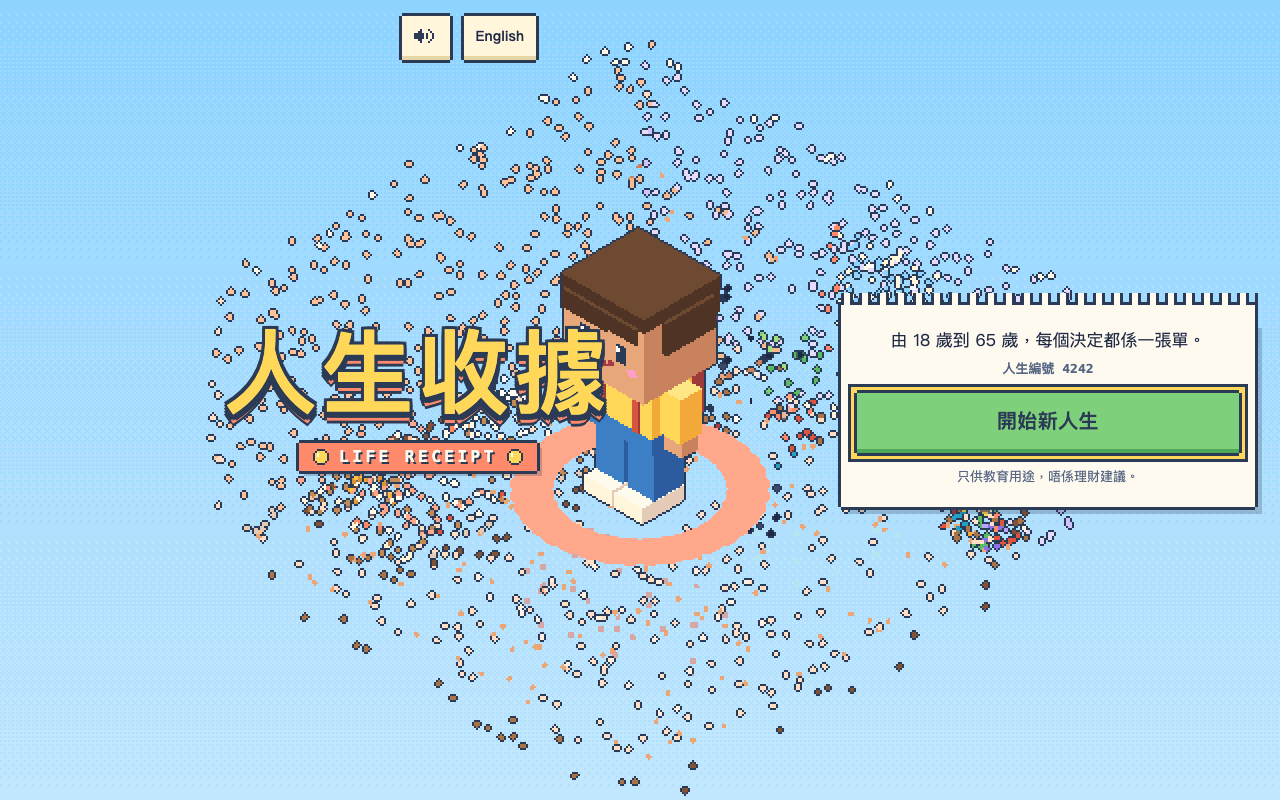 English
人生收據
LIFE RECEIPT
由 18 歲到 65 歲，每個決定都係一張單。
人生編號 4242
開始新人生
只供教育用途，唔係理財建議。